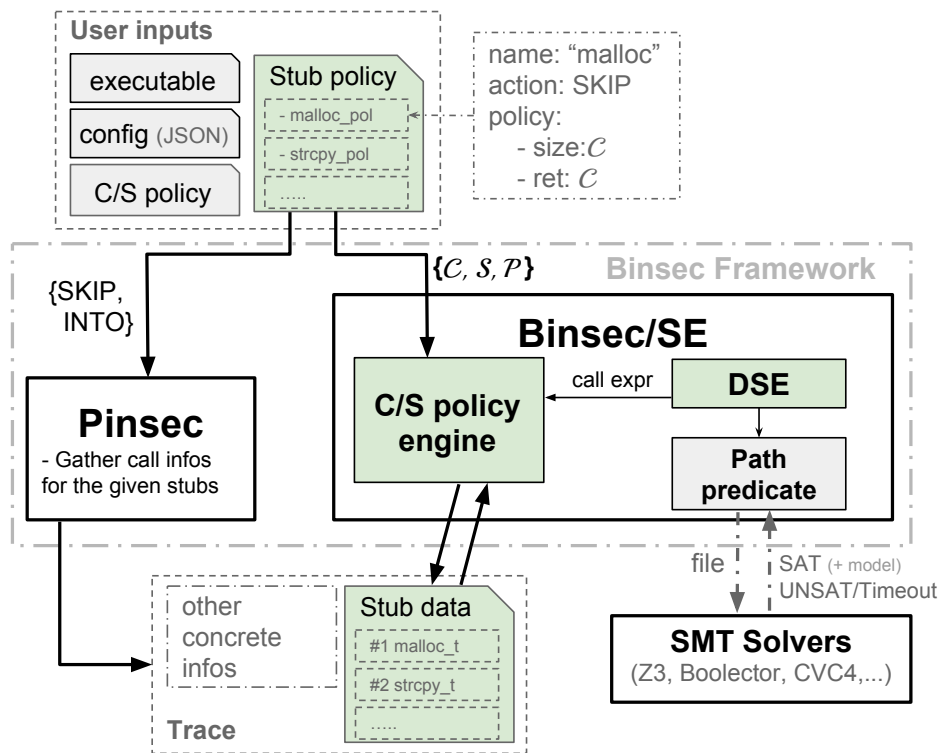 User inputs
executable
config (JSON)
C/S policy
Stub policy
- malloc_pol
- strcpy_pol
.....
name: “malloc”
action: SKIP
policy:
- size:𝒞
- ret: 𝒞
{SKIP,
INTO}
{𝒞, 𝒮, 𝒫}
Binsec Framework
Binsec/SE
Pinsec
- Gather call infos
for the given stubs
C/S policy
engine
call expr
DSE
Path
predicate
file
SAT (+ model)
UNSAT/Timeout
other
concrete
infos
Stub data
#1 malloc_t
#2 strcpy_t
.....
Trace
SMT Solvers
(Z3, Boolector, CVC4,...)